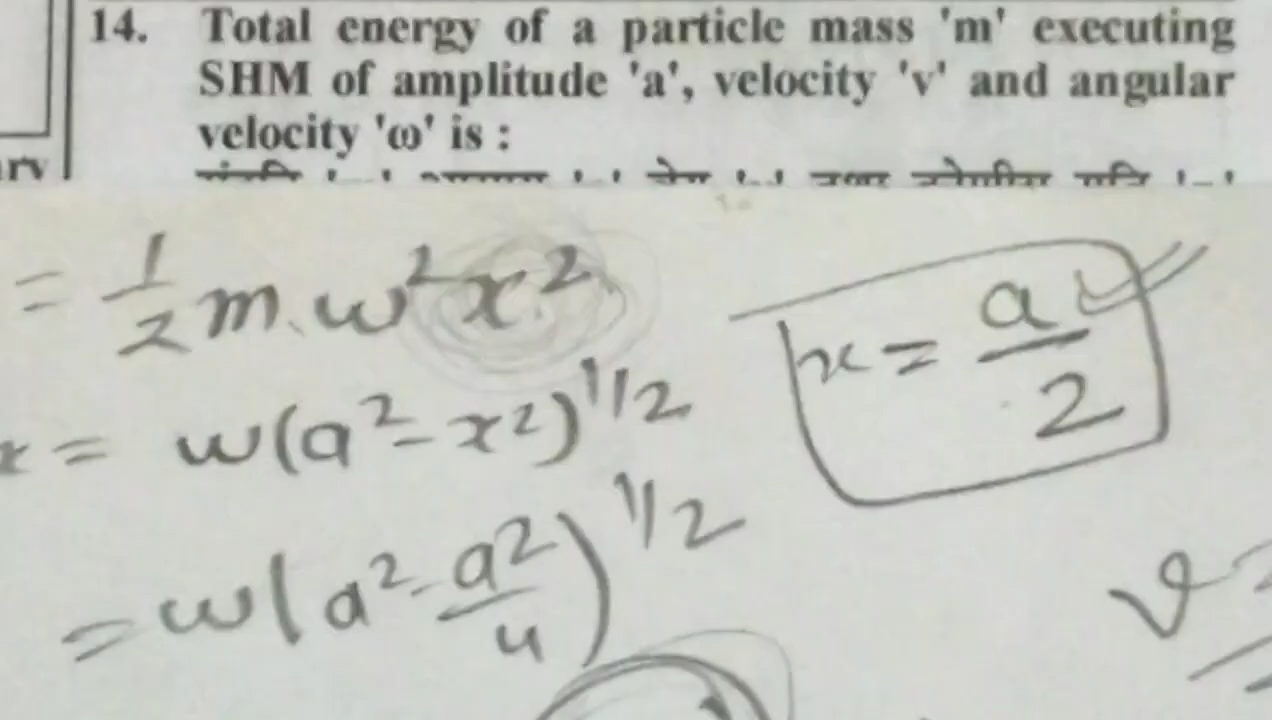 14. Total energy of a particle mass 'm' executing
SHM of amplitude 'a', velocity 'v' and angular
velocity 'ω' is :
= 1/2 m. w²x²
x = a/2
= w(a²-x²)^1/2
= w(a²-a²/4)^1/2